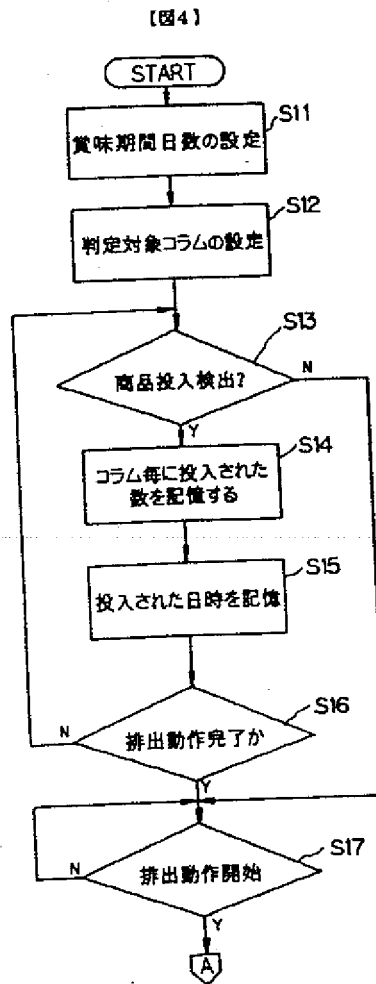 【図4】
START
S11
賞味期間日数の設定
S12
判定対象コラムの設定
S13
商品投入検出?
N
Y
S14
コラム毎に投入された
数を記憶する
S15
投入された日時を記憶
S16
排出動作完了か
N
Y
S17
排出動作開始
N
Y
A